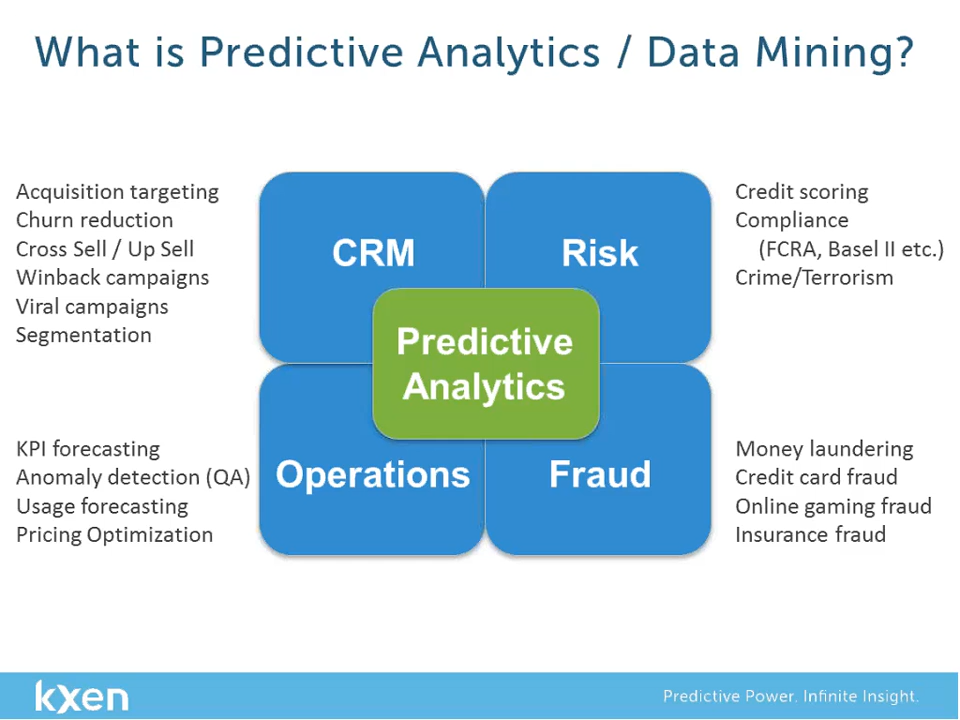 What is Predictive Analytics / Data Mining?
Acquisition targeting
Churn reduction
Cross Sell / Up Sell
Winback campaigns
Viral campaigns
Segmentation
CRM
Risk
Credit scoring
Compliance
(FCRA, Basel II etc.)
Crime/Terrorism
Predictive
Analytics
KPI forecasting
Anomaly detection (QA)
Usage forecasting
Pricing Optimization
Operations
Fraud
Money laundering
Credit card fraud
Online gaming fraud
Insurance fraud
kxen
Predictive Power. Infinite Insight.